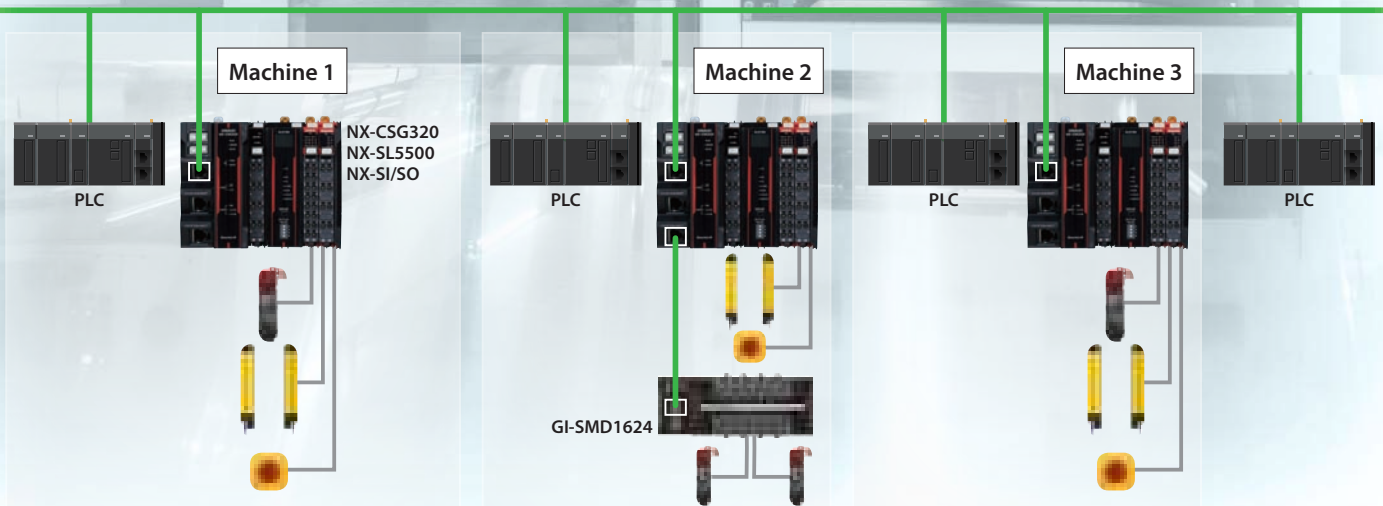 Machine 1
Machine 2
Machine 3
NX-CSG320
NX-SL5500
NX-SI/SO
PLC
PLC
PLC
PLC
GI-SMD1624